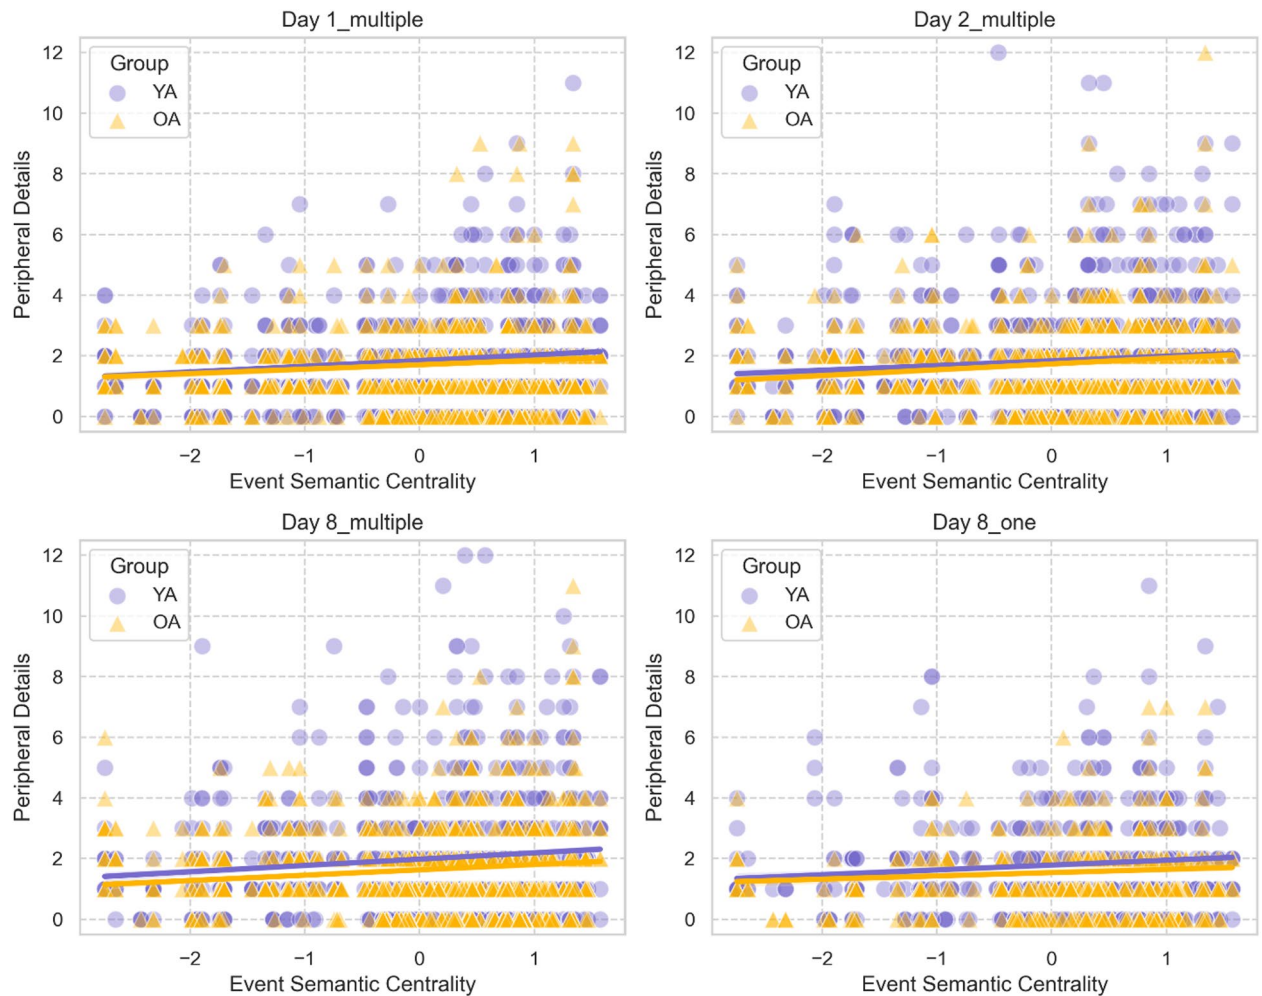 Day 1_multiple
Peripheral Details
12
10
8
6
4
2
0
Group
YA
OA
−2
−1
0
1
Event Semantic Centrality
Day 2_multiple
Peripheral Details
12
10
8
6
4
2
0
Group
YA
OA
−2
−1
0
1
Event Semantic Centrality
Day 8_multiple
Peripheral Details
12
10
8
6
4
2
0
Group
YA
OA
−2
−1
0
1
Event Semantic Centrality
Day 8_one
Peripheral Details
12
10
8
6
4
2
0
Group
YA
OA
−2
−1
0
1
Event Semantic Centrality